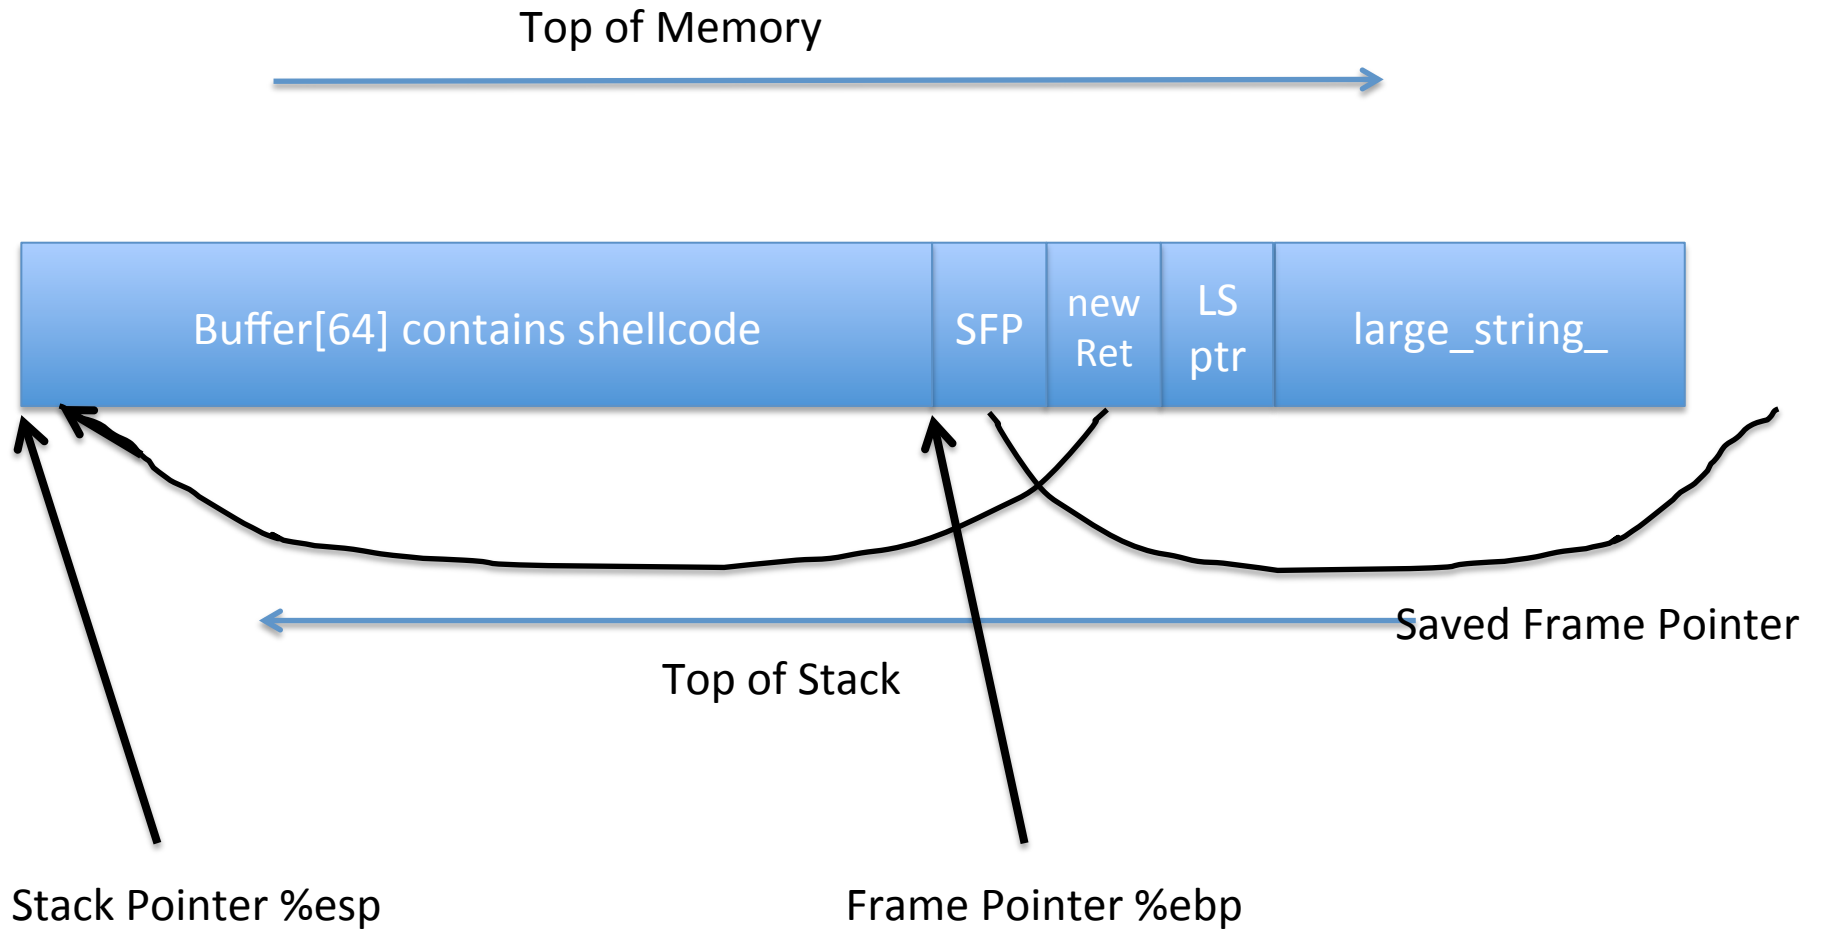 Top of Memory
Buffer[64] contains shellcode
SFP
new
Ret
LS
ptr
large_string_
Saved Frame Pointer
Top of Stack
Stack Pointer %esp
Frame Pointer %ebp